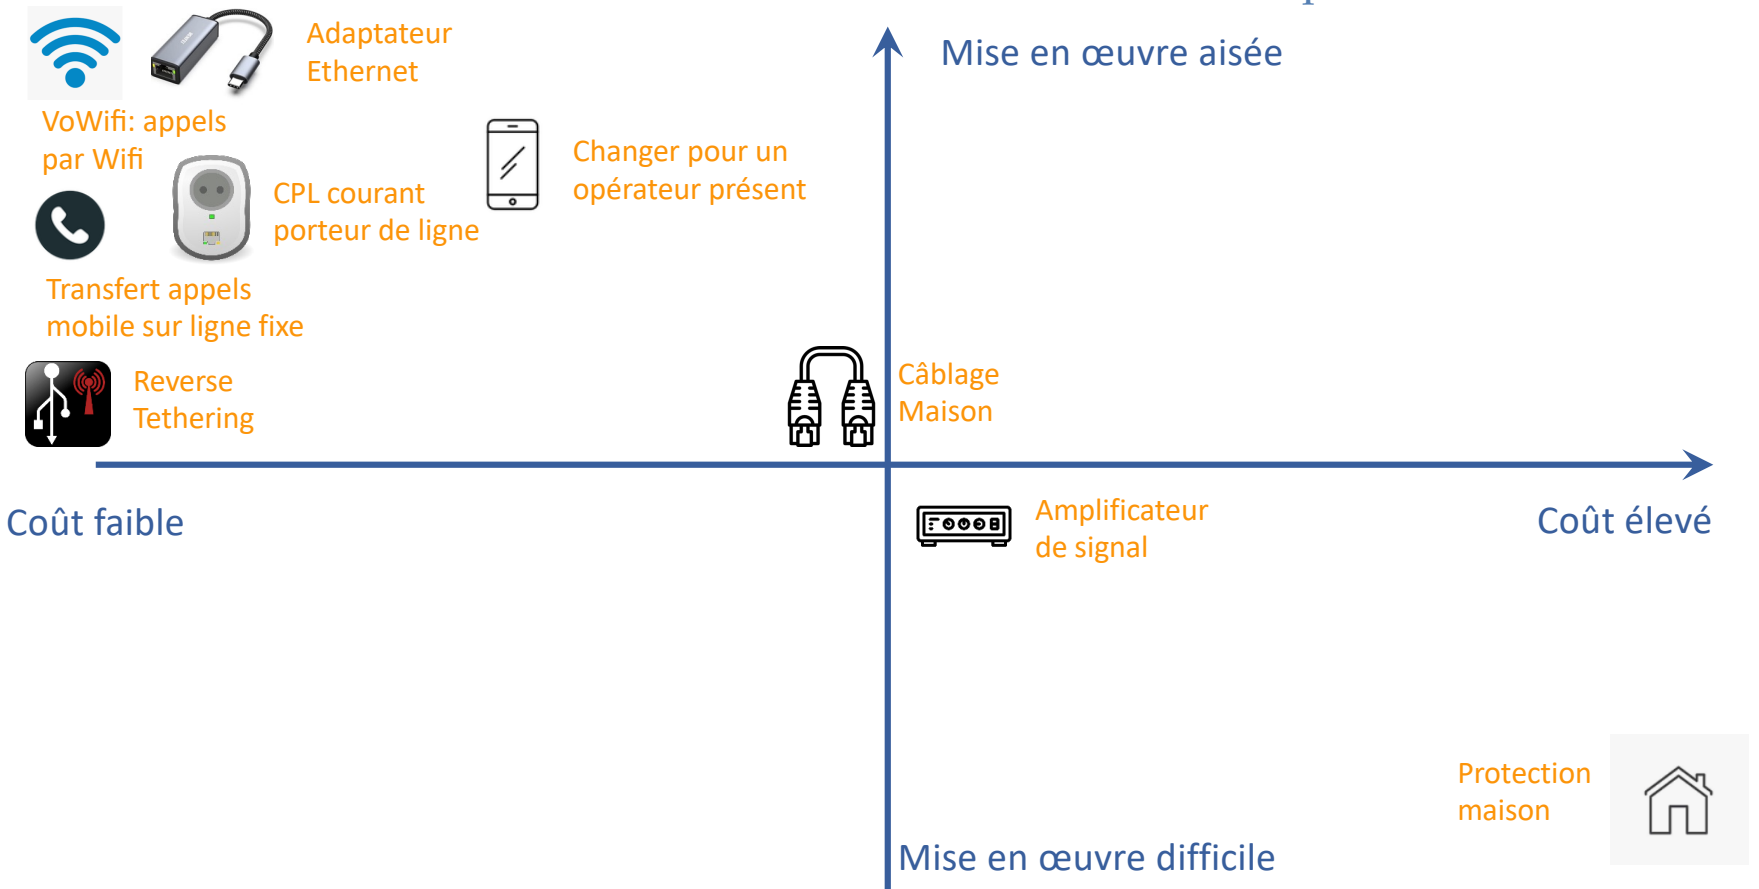 Adaptateur
Ethernet
Mise en œuvre aisée
VoWifi: appels
par Wifi
Changer pour un
opérateur présent
CPL courant
porteur de ligne
Transfert appels
mobile sur ligne fixe
Reverse
Tethering
Câblage
Maison
Coût faible
Amplificateur
de signal
Coût élevé
Protection
maison
Mise en œuvre difficile